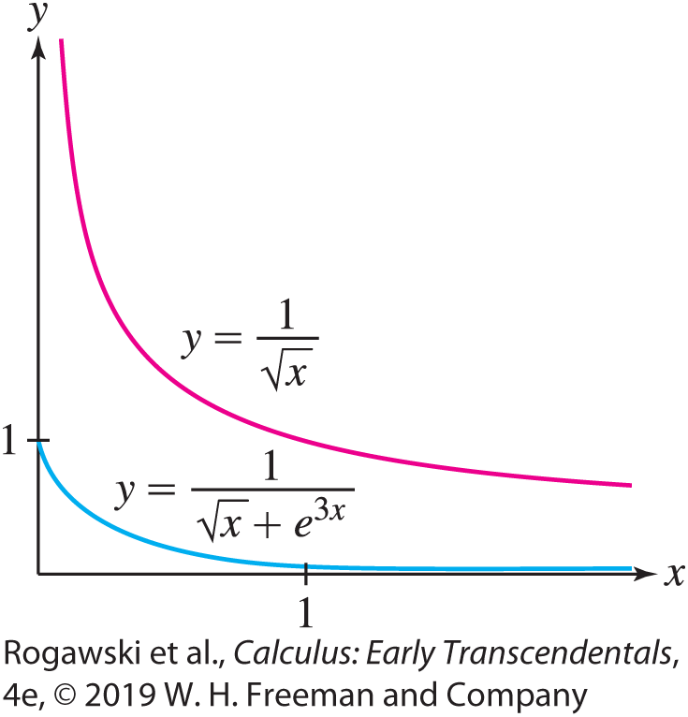 y
y = 1/√x
1
y = 1/(√x + e^{3x})
x
1
Rogawski et al., Calculus: Early Transcendentals,
4e, © 2019 W. H. Freeman and Company